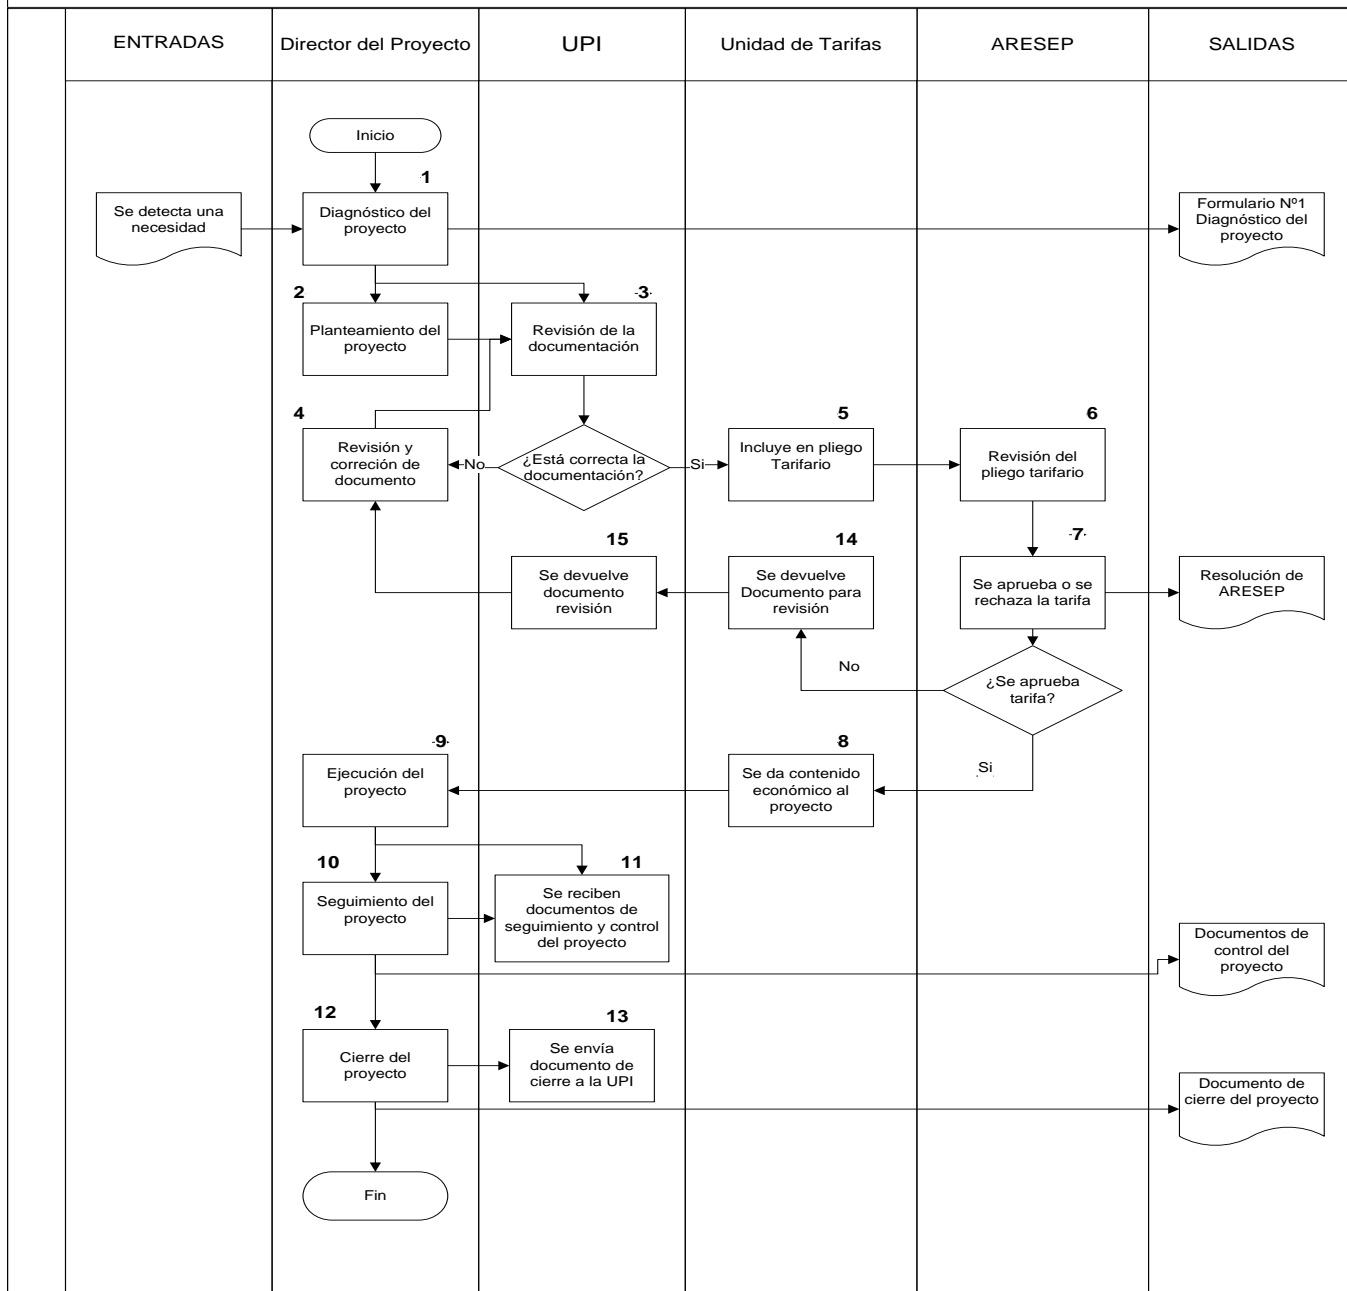 ENTRADAS
Director del Proyecto
UPI
Unidad de Tarifas
ARESEP
SALIDAS
Inicio
1
Se detecta una
necesidad
Diagnóstico del
proyecto
Formulario Nº1
Diagnóstico del
proyecto
2
3
Planteamiento del
proyecto
Revisión de la
documentación
4
5
6
Revisión y
correción de
documento
No
¿Está correcta la
documentación?
Si
Incluye en pliego
Tarifario
Revisión del
pliego tarifario
15
14
7
Se devuelve
documento
revisión
Se devuelve
Documento para
revisión
Se aprueba o se
rechaza la tarifa
Resolución de
ARESEP
No
¿Se aprueba
tarifa?
9
8
Si
Ejecución del
proyecto
Se da contenido
económico al
proyecto
10
11
Seguimiento del
proyecto
Se reciben
documentos de
seguimiento y control
del proyecto
Documentos de
control del
proyecto
12
13
Cierre del
proyecto
Se envía
documento de
cierre a la UPI
Documento de
cierre del proyecto
Fin